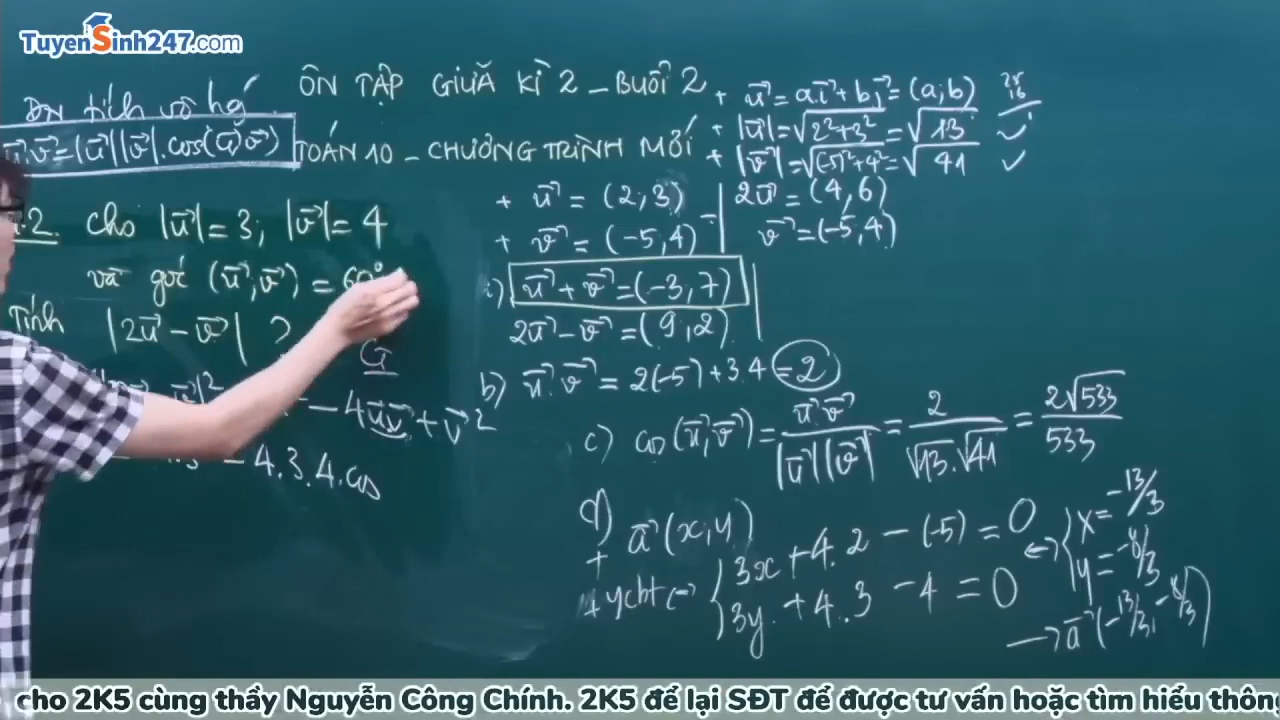 TuyenSinh247.com
ÔN TẬP GIỮA KÌ 2 – BUỔI 2
TOÁN 10 – CHƯƠNG TRÌNH MỚI
tích vô h
u⃗.v⃗=|u⃗||v⃗|.cos(u⃗,v⃗)
.2. Cho |u⃗|=3; |v⃗|=4
và góc (u⃗,v⃗) = 60°
Tính |2u⃗ – v⃗| ?
G
v⃗|² – 4u⃗v⃗ + v⃗²
– 4.3.4.cos
+ u⃗ = ai⃗ + bj⃗ = (a;b)
+ |u⃗| = √2²+3² = √13 ✓
+ |v⃗| = √(-5)²+4² = √41 ✓
+ u⃗ = (2;3)
+ v⃗ = (-5,4)
2u⃗ = (4,6)
v⃗ = (-5,4)
u⃗ + v⃗ = (-3,7)
2u⃗ – v⃗ = (9,2)
b) u⃗.v⃗ = 2(-5)+3.4 = 2
c) cos(u⃗,v⃗) = u⃗.v⃗/|u⃗||v⃗| = 2/√13.√41 = 2√533/533
d)
+ a⃗(x,y)
+ ycbt ↔ { 3x + 4.2 – (-5) = 0
3y + 4.3 – 4 = 0
↔ { x = -13/3
y = -8/3
→ a⃗(-13/3, -8/3)
cho 2K5 cùng thầy Nguyễn Công Chính. 2K5 để lại SĐT để được tư vấn hoặc tìm hiểu thông